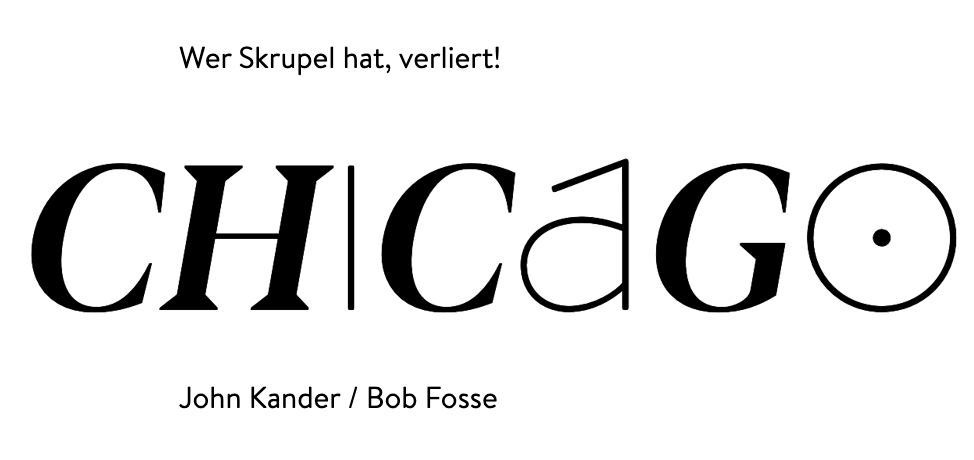 Wer Skrupel hat, verliert!
CHICaGO
John Kander / Bob Fosse